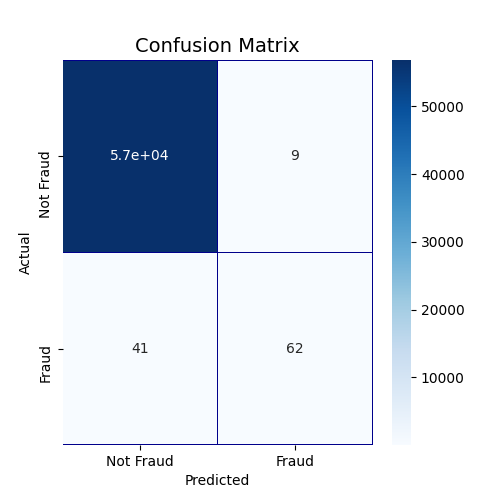 Confusion Matrix
Actual
Not Fraud
5.7e+04
9
Fraud
41
62
Not Fraud
Fraud
Predicted
50000
40000
30000
20000
10000